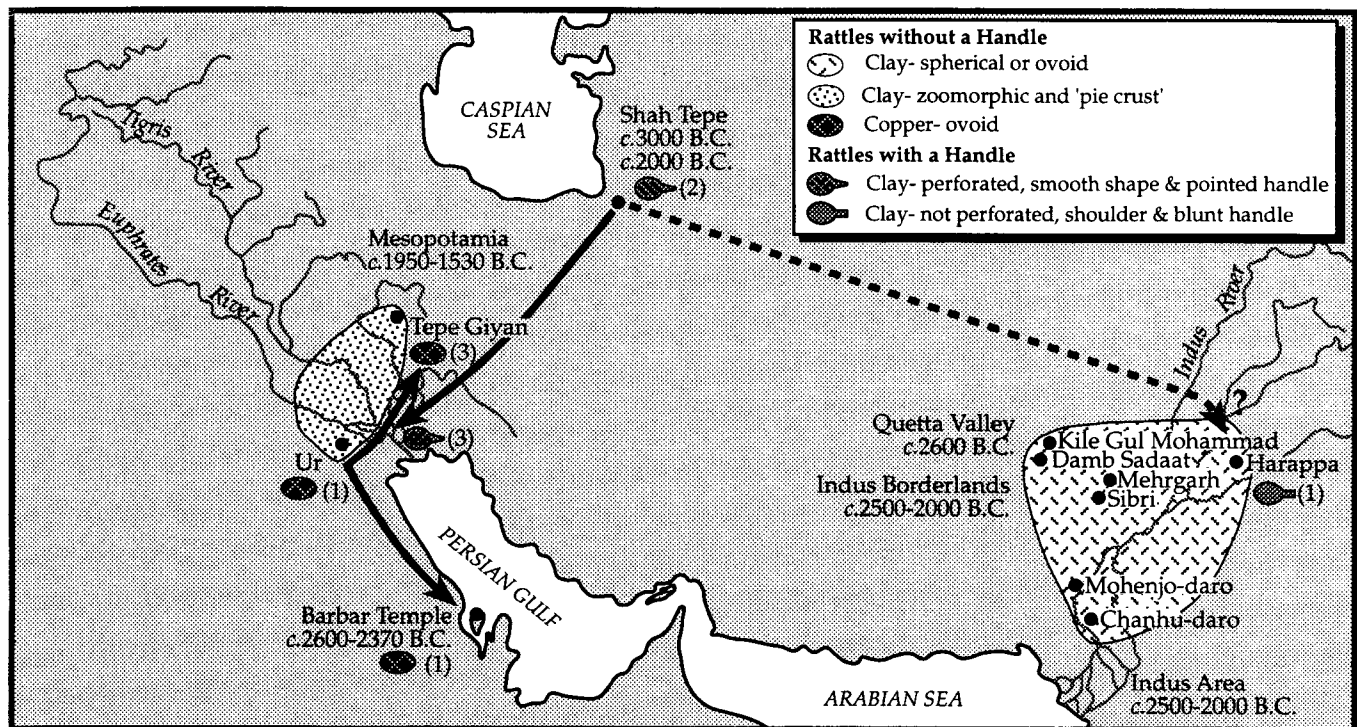 Rattles without a Handle
Clay- spherical or ovoid
Clay- zoomorphic and 'pie crust'
Copper- ovoid
Rattles with a Handle
Clay- perforated, smooth shape & pointed handle
Clay- not perforated, shoulder & blunt handle
CASPIAN
SEA
Shah Tepe
c.3000 B.C.
c.2000 B.C.
(2)
Tigris
River
Euphrates
River
Mesopotamia
c.1950-1530 B.C.
Tepe Giyan
(3)
(3)
Ur
(1)
PERSIAN GULF
Barbar Temple
c.2600-2370 B.C.
(1)
ARABIAN SEA
Indus
River
?
Quetta Valley
c.2600 B.C.
Kile Gul Mohammad
Damb Sadaat
Harappa
(1)
Mehrgarh
Sibri
Indus Borderlands
c.2500-2000 B.C.
Mohenjo-daro
Chanhu-daro
Indus Area
c.2500-2000 B.C.